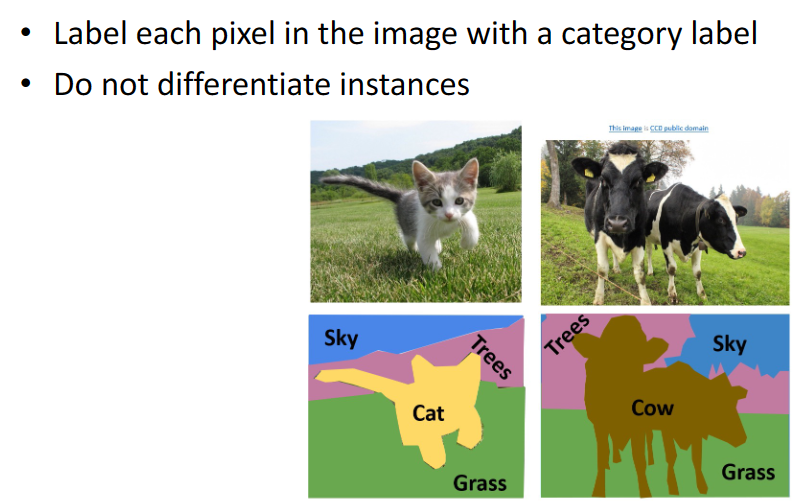 • Label each pixel in the image with a category label
• Do not differentiate instances
This image is CC0 public domain
Sky
Trees
Cat
Grass
Trees
Sky
Cow
Grass